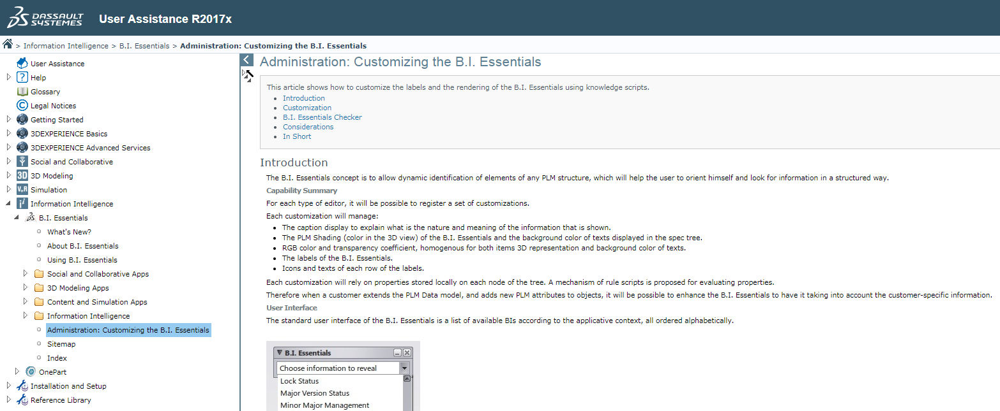 DASSAULT
SYSTEMES
User Assistance R2017x
> Information Intelligence > B.I. Essentials > Administration: Customizing the B.I. Essentials
User Assistance
Help
Glossary
Legal Notices
Getting Started
3DEXPERIENCE Basics
3DEXPERIENCE Advanced Services
Social and Collaborative
3D Modeling
Simulation
Information Intelligence
B.I. Essentials
What's New?
About B.I. Essentials
Using B.I. Essentials
Social and Collaborative Apps
3D Modeling Apps
Content and Simulation Apps
Information Intelligence
Administration: Customizing the B.I. Essentials
Sitemap
Index
OnePart
Installation and Setup
Reference Library
Administration: Customizing the B.I. Essentials
This article shows how to customize the labels and the rendering of the B.I. Essentials using knowledge scripts.
• Introduction
• Customization
• B.I. Essentials Checker
• Considerations
• In Short
Introduction
The B.I. Essentials concept is to allow dynamic identification of elements of any PLM structure, which will help the user to orient himself and look for information in a structured way.
Capability Summary
For each type of editor, it will be possible to register a set of customizations.
Each customization will manage:
• The caption display to explain what is the nature and meaning of the information that is shown.
• The PLM Shading (color in the 3D view) of the B.I. Essentials and the background color of texts displayed in the spec tree.
• RGB color and transparency coefficient, homogenous for both items 3D representation and background color of texts.
• The labels of the B.I. Essentials.
• Icons and texts of each row of the labels.
Each customization will rely on properties stored locally on each node of the tree. A mechanism of rule scripts is proposed for evaluating properties.
Therefore when a customer extends the PLM Data model, and adds new PLM attributes to objects, it will be possible to enhance the B.I. Essentials to have it taking into account the customer-specific information.
User Interface
The standard user interface of the B.I. Essentials is a list of available BIs according to the applicative context, all ordered alphabetically.
B.I. Essentials
Choose information to reveal
Lock Status
Major Version Status
Minor Major Management